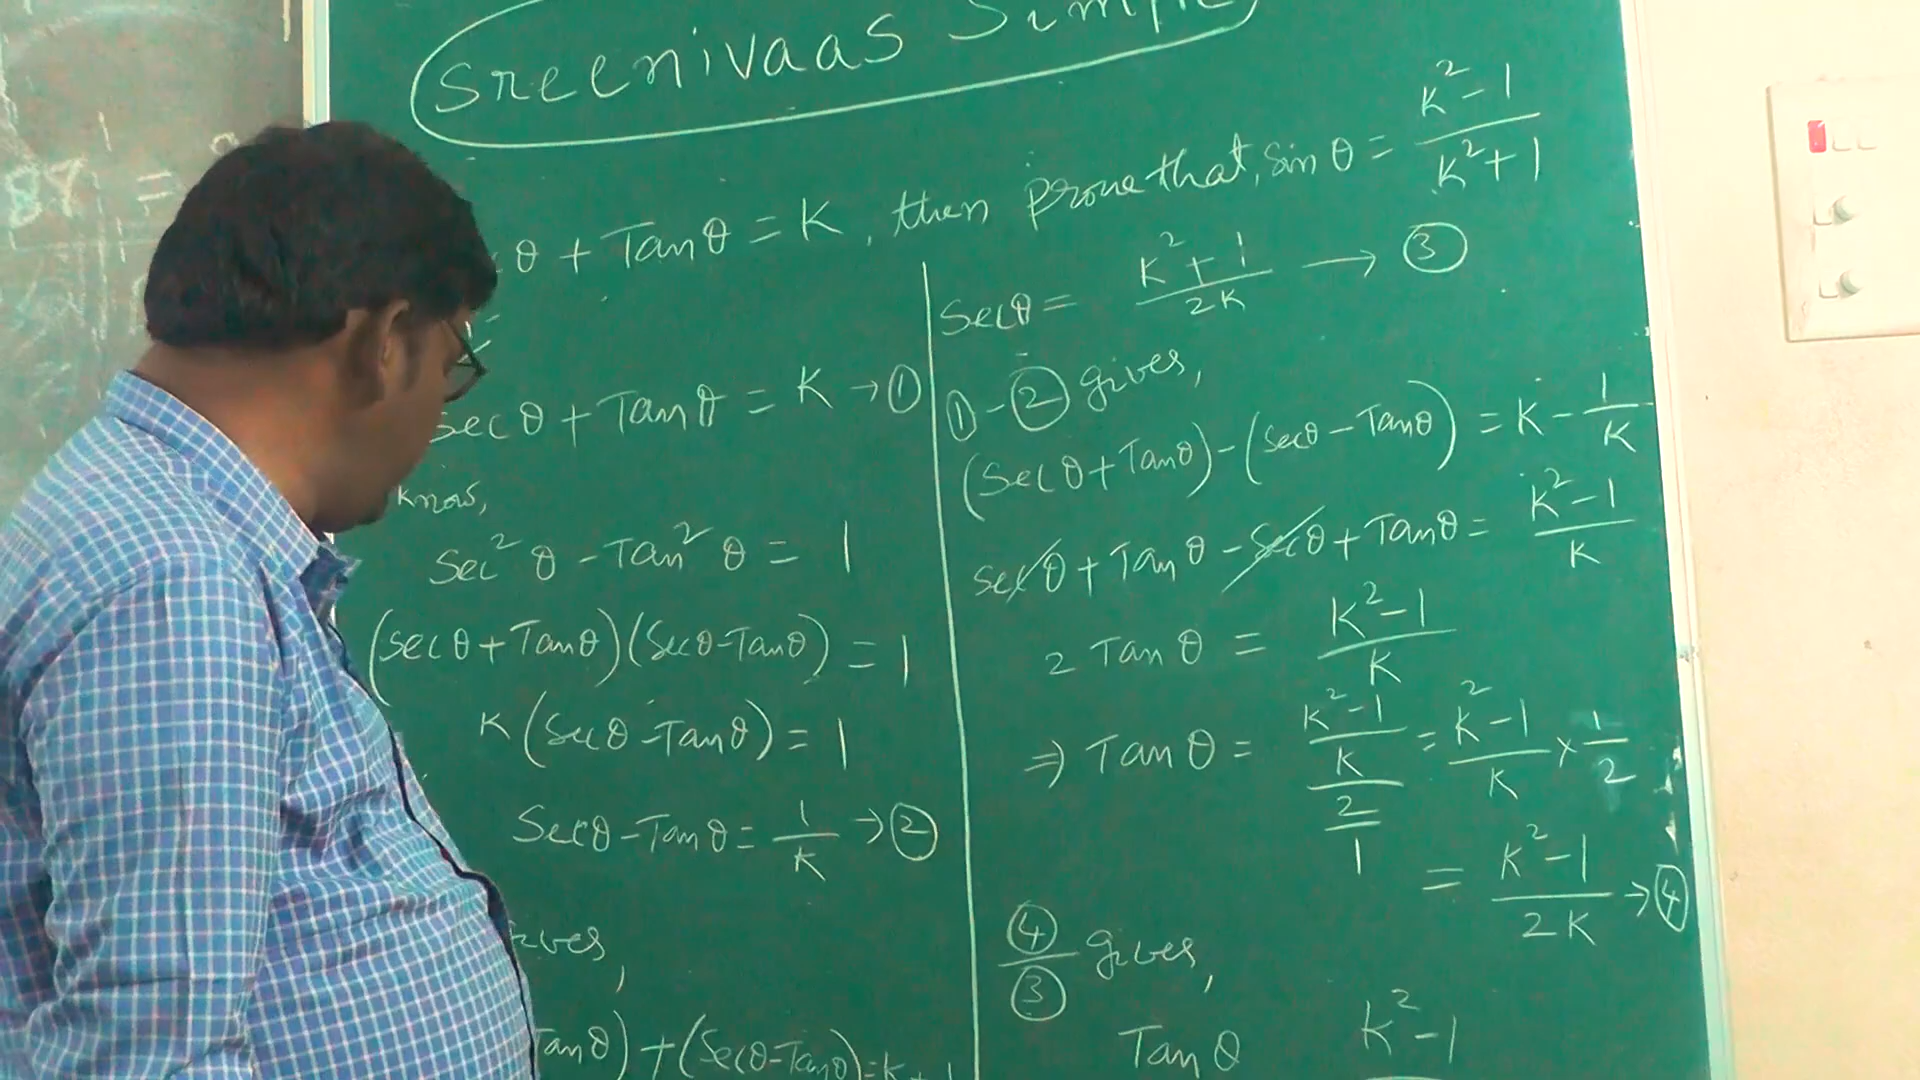 Sreenivaas Simple
θ + Tanθ = K, then prove that, sin θ = (K² - 1)/(K² + 1)
Secθ + Tanθ = K → ①
know,
Sec²θ - Tan²θ = 1
(Secθ + Tanθ)(Secθ - Tanθ) = 1
K(Secθ - Tanθ) = 1
Secθ - Tanθ = 1/K → ②
gives,
Tanθ) + (Secθ - Tanθ) = K + 1
Secθ = (K² + 1)/2K → ③
① - ② gives,
(Secθ + Tanθ) - (Secθ - Tanθ) = K - 1/K
Secθ + Tanθ - Secθ + Tanθ = (K² - 1)/K
2 Tanθ = (K² - 1)/K
⇒ Tanθ = ((K² - 1)/K)/(2/1) = (K² - 1)/K × 1/2
= (K² - 1)/2K → ④
④/③ gives,
Tanθ K² - 1